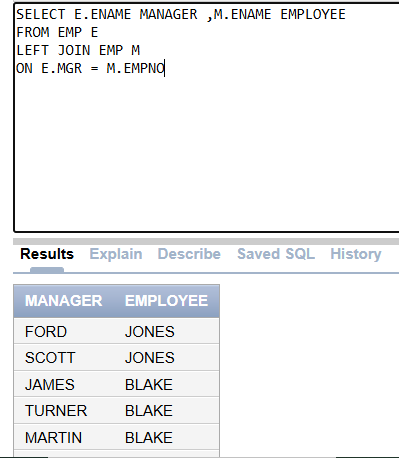 SELECT E.ENAME MANAGER ,M.ENAME EMPLOYEE
FROM EMP E
LEFT JOIN EMP M
ON E.MGR = M.EMPNO
Results Explain Describe Saved SQL History
MANAGER EMPLOYEE
FORD JONES
SCOTT JONES
JAMES BLAKE
TURNER BLAKE
MARTIN BLAKE